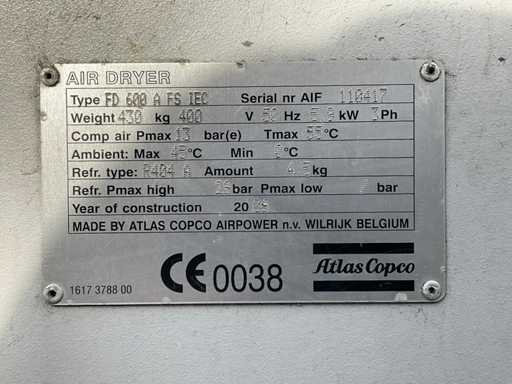 AIR DRYER
Type FD 600 A FS IEC Serial nr AIF 110417
Weight 430 kg 400 V 50 Hz kW 3 Ph
Comp air Pmax 13 bar(e) Tmax 55°C
Ambient: Max 45°C Min °C
Refr. type: R404 A Amount kg
Refr. Pmax high bar Pmax low bar
Year of construction 20
MADE BY ATLAS COPCO AIRPOWER n.v. WILRIJK BELGIUM
CE 0038 Atlas Copco
1617 3788 00